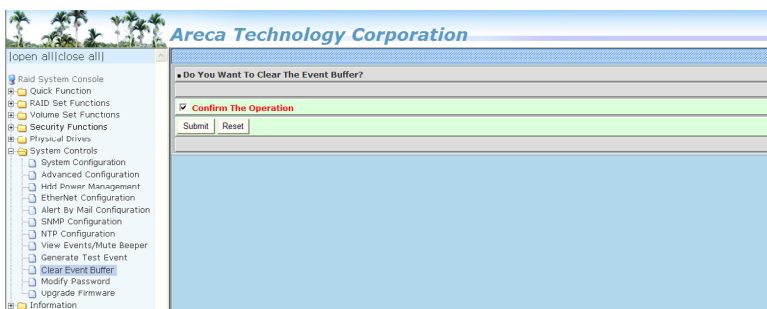 Areca Technology Corporation
|open all|close all|
Raid System Console
Quick Function
RAID Set Functions
Volume Set Functions
Security Functions
Physical Drives
System Controls
System Configuration
Advanced Configuration
Hdd Power Management
EtherNet Configuration
Alert By Mail Configuration
SNMP Configuration
NTP Configuration
View Events/Mute Beeper
Generate Test Event
Clear Event Buffer
Modify Password
Upgrade Firmware
Information
Do You Want To Clear The Event Buffer?
Confirm The Operation
Submit Reset